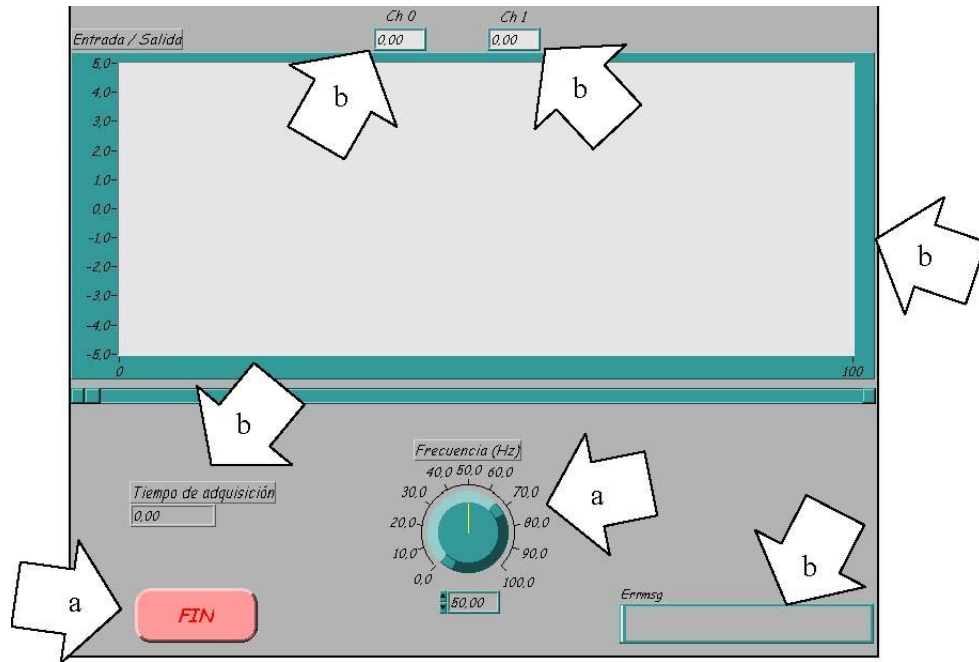 Ch 0 Ch 1
Entrada / Salida 0,00 0,00
5,0
4,0
b b
3,0
2,0
1,0
0,0
-1,0
b
-2,0
-3,0
-4,0
-5,0
0 100
b
Frecuencia (Hz)
40,0 50,0 60,0
Tiempo de adquisición 30,0 70,0
a
0,00 20,0 80,0
10,0 90,0
b
0,0 100,0
a
Errmsg
FIN 50,00